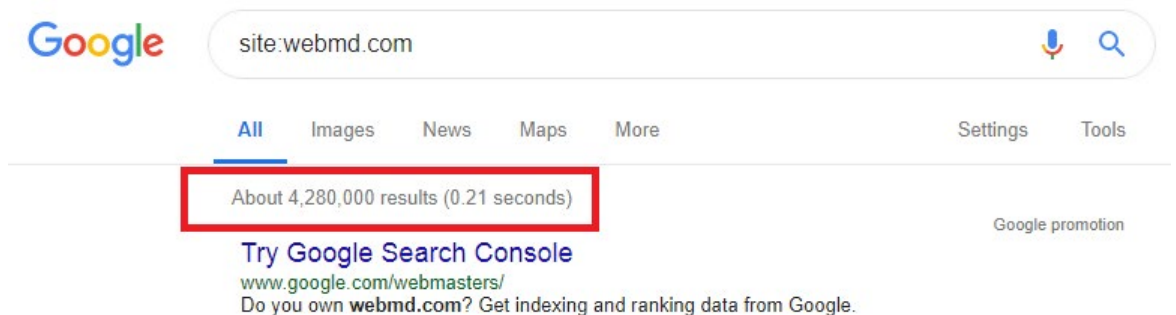 Google site:webmd.com
All Images News Maps More Settings Tools
About 4,280,000 results (0.21 seconds)
Google promotion
Try Google Search Console
www.google.com/webmasters/
Do you own webmd.com? Get indexing and ranking data from Google.